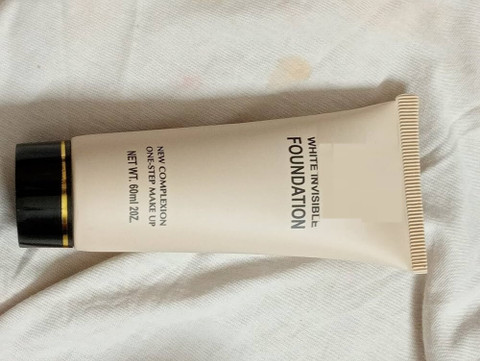 WHITE INVISIBLE
FOUNDATION
NEW COMPLEXION
ONE-STEP MAKE UP
NET WT. 60ml 2OZ.